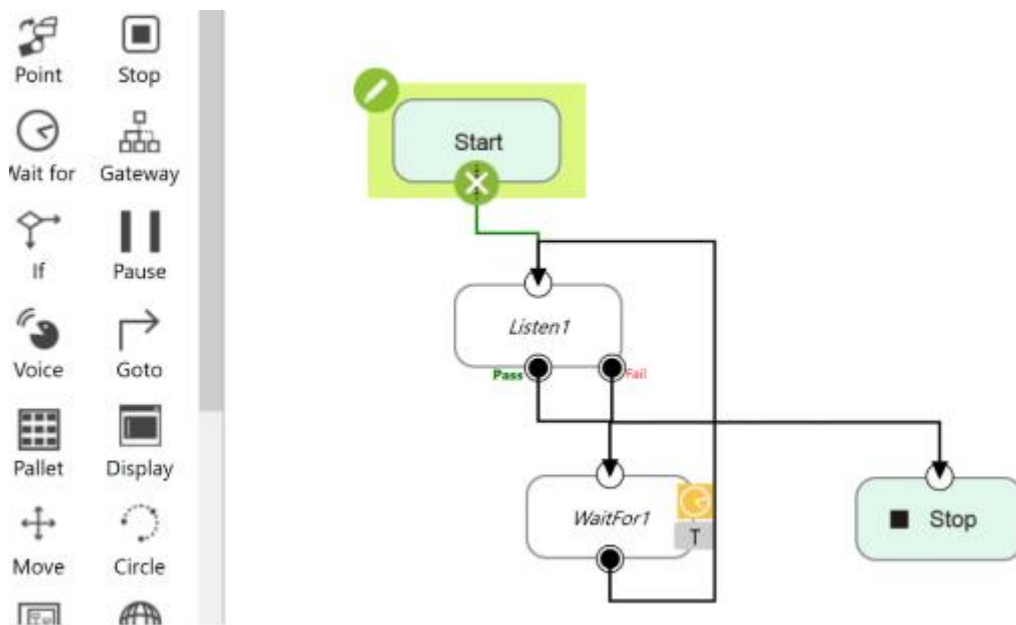 Point
Stop
Wait for
Gateway
If
Pause
Voice
Goto
Pallet
Display
Move
Circle
Start
Listen1
Pass
Fail
WaitFor1
T
Stop